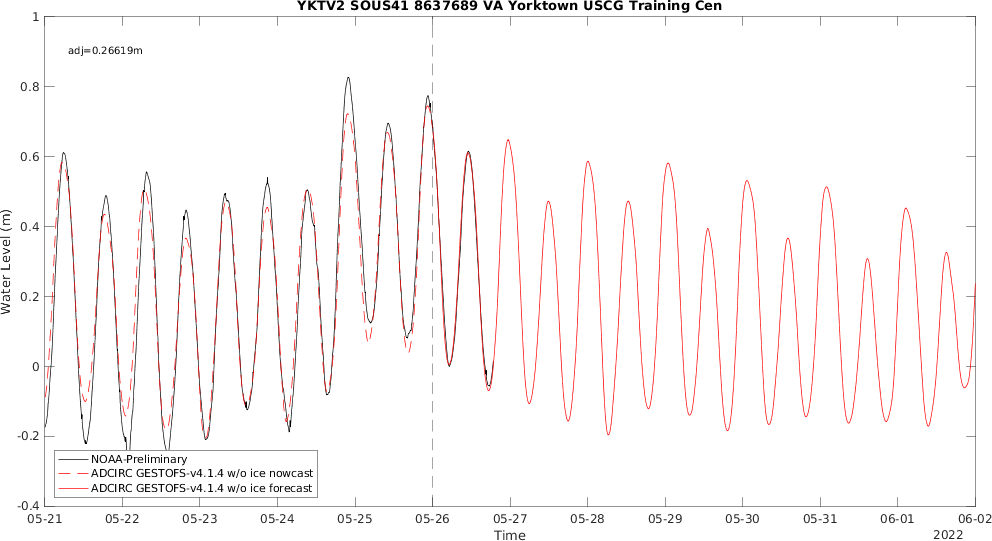 YKTV2 SOUS41 8637689 VA Yorktown USCG Training Cen
1
adj=0.26619m
0.8
0.6
0.4
0.2
0
-0.2
-0.4
Water Level (m)
NOAA-Preliminary
ADCIRC GESTOFS-v4.1.4 w/o ice nowcast
ADCIRC GESTOFS-v4.1.4 w/o ice forecast
05-21 05-22 05-23 05-24 05-25 05-26 05-27 05-28 05-29 05-30 05-31 06-01 06-02
Time
2022